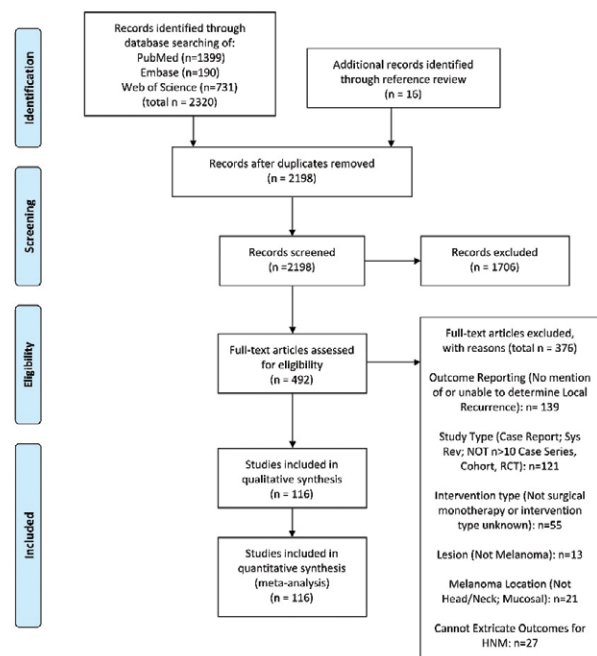 Identification
Records identified through
database searching of:
PubMed (n=1399)
Embase (n=190)
Web of Science (n=731)
(total n = 2320)
Additional records identified
through reference review
(n = 16)
Records after duplicates removed
(n = 2198)
Screening
Records screened
(n =2198)
Records excluded
(n = 1706)
Eligibility
Full-text articles assessed
for eligibility
(n = 492)
Full-text articles excluded,
with reasons (total n = 376)
Outcome Reporting (No mention
of or unable to determine Local
Recurrence): n= 139
Study Type (Case Report; Sys
Rev; NOT n>10 Case Series,
Cohort, RCT): n=121
Intervention type (Not surgical
monotherapy or intervention
type unknown): n=55
Lesion (Not Melanoma): n=13
Melanoma Location (Not
Head/Neck; Mucosal): n=21
Cannot Extricate Outcomes for
HNM: n=27
Included
Studies included in
qualitative synthesis
(n = 116)
Studies included in
quantitative synthesis
(meta-analysis)
(n = 116)